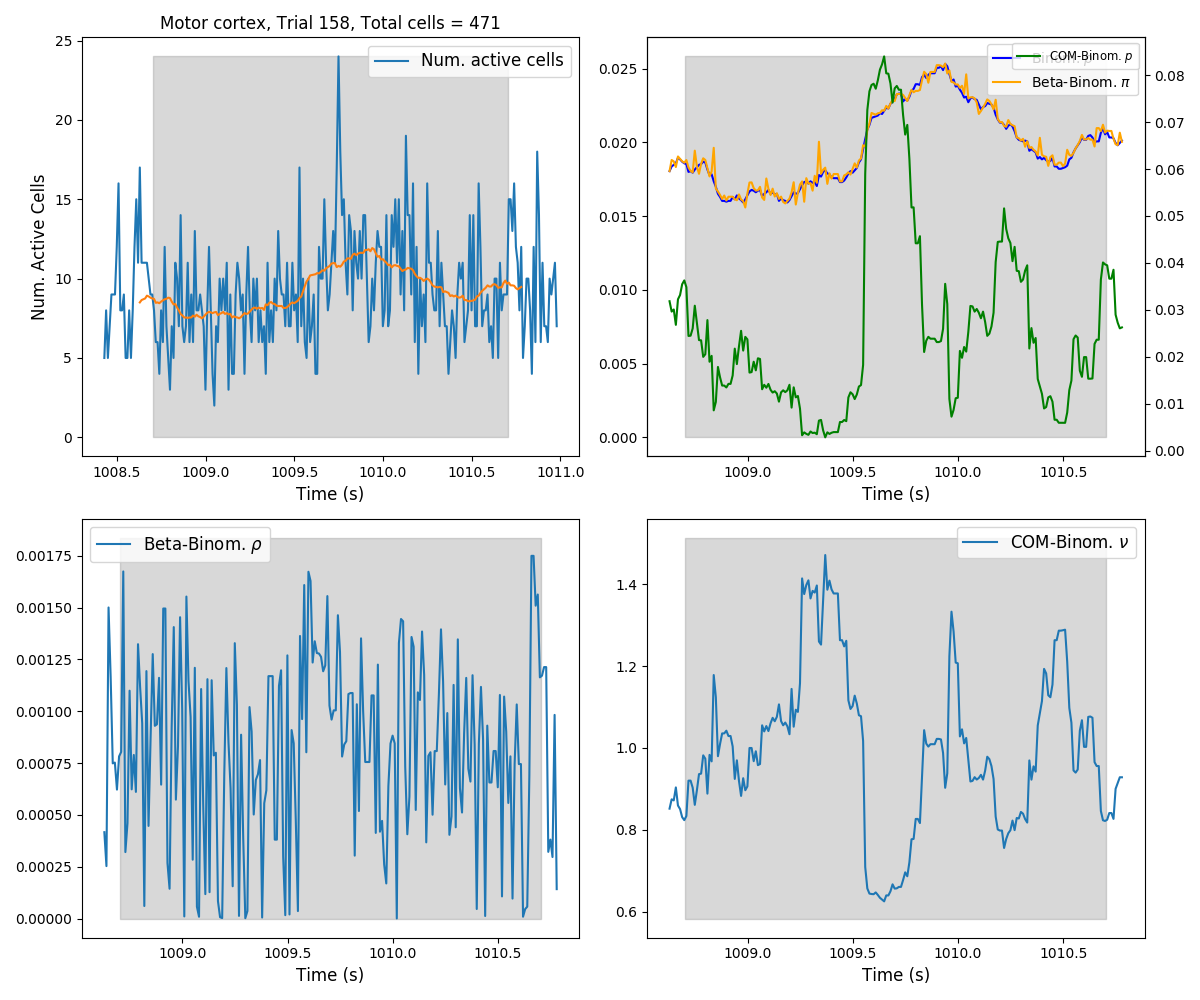 Motor cortex, Trial 158, Total cells = 471
Num. active cells
25
20
15
10
5
0
Num. Active Cells
1008.5 1009.0 1009.5 1010.0 1010.5 1011.0
Time (s)
COM-Binom. p
Binom. p
Beta-Binom. π
0.025
0.020
0.015
0.010
0.005
0.000
0.08
0.07
0.06
0.05
0.04
0.03
0.02
0.01
0.00
1009.0 1009.5 1010.0 1010.5
Time (s)
Beta-Binom. ρ
0.00175
0.00150
0.00125
0.00100
0.00075
0.00050
0.00025
0.00000
1009.0 1009.5 1010.0 1010.5
Time (s)
COM-Binom. ν
1.4
1.2
1.0
0.8
0.6
1009.0 1009.5 1010.0 1010.5
Time (s)